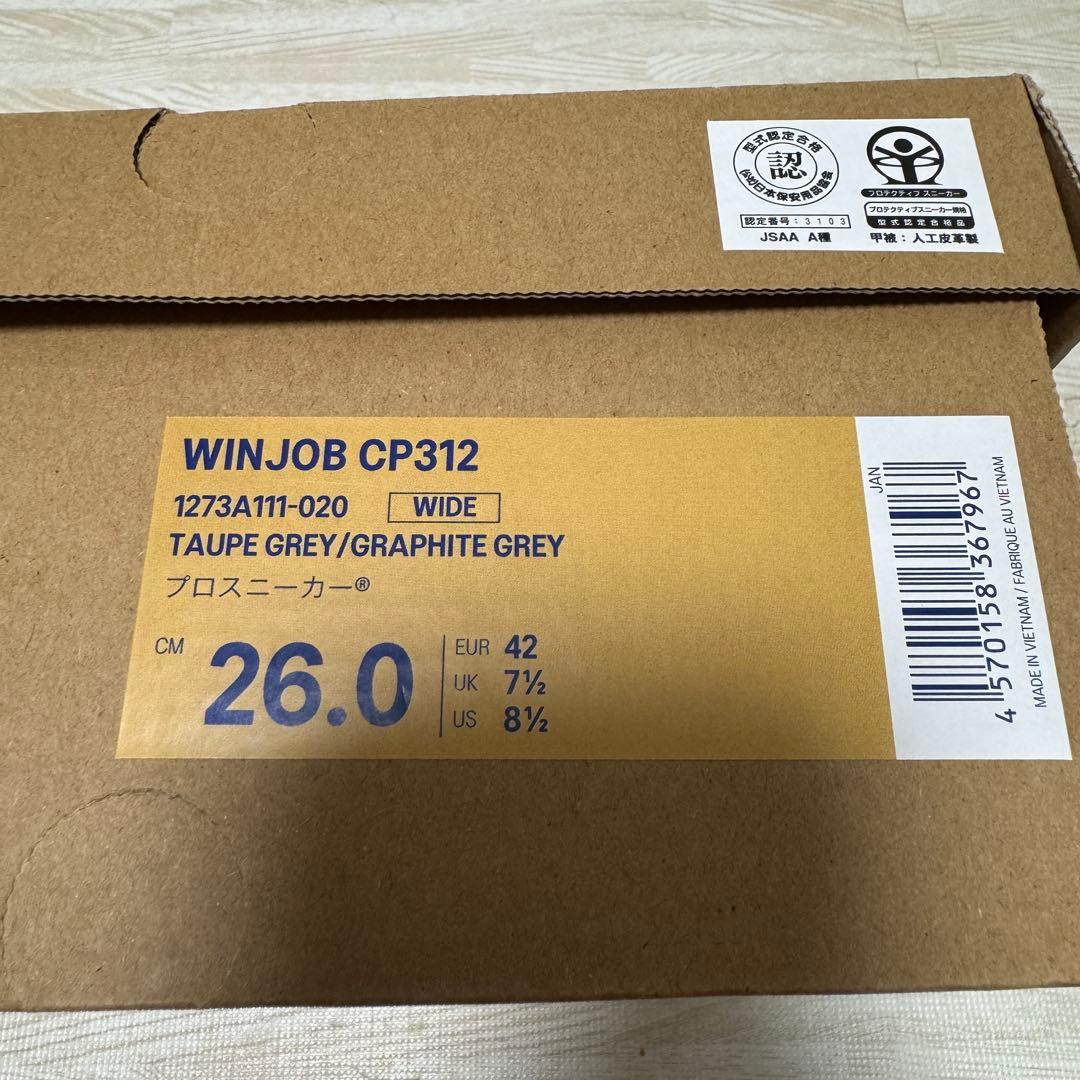 型式認定合格
認
(公社)日本保安用品協会
認定番号:3103
JSAA A種
プロテクティブ スニーカー
プロテクティブスニーカー規格
型式認定合格品
甲被:人工皮革製
WINJOB CP312
1273A111-020 WIDE
TAUPE GREY/GRAPHITE GREY
プロスニーカー®
CM 26.0
EUR 42
UK 7½
US 8½
JAN
4 570158 367967
MADE IN VIETNAM / FABRIQUE AU VIETNAM